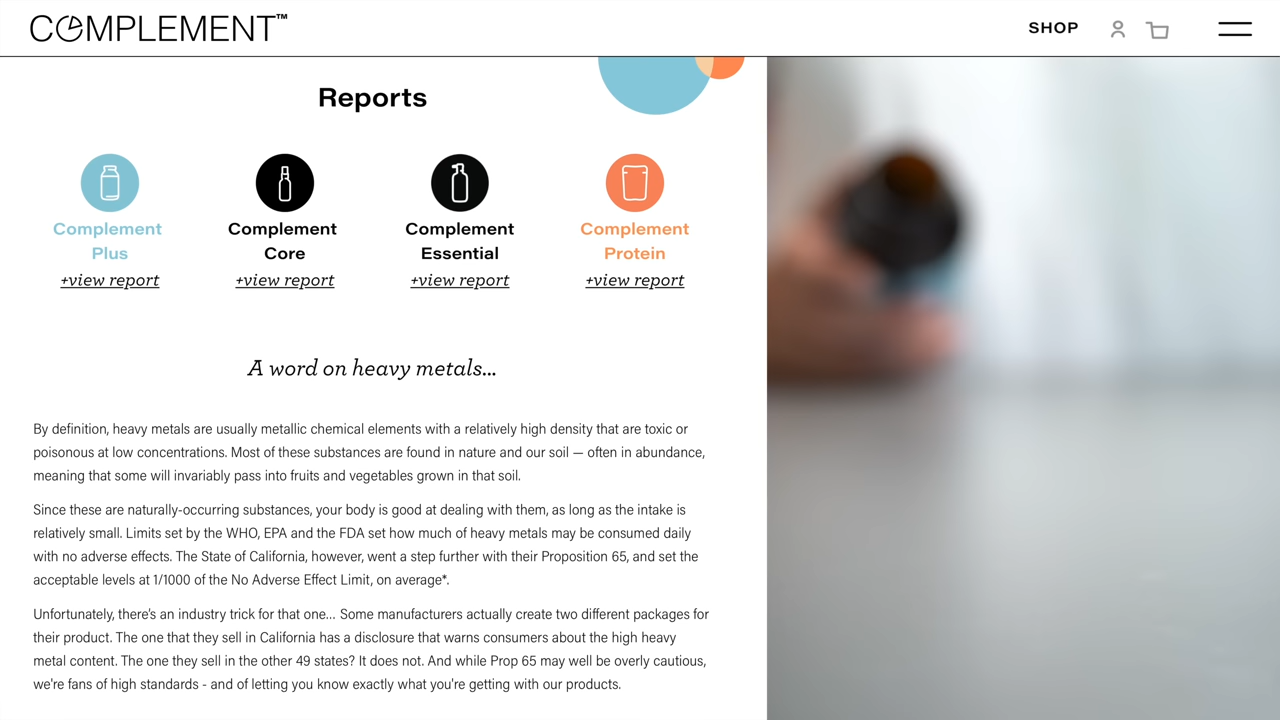 COMPLEMENT™
SHOP
Reports
Complement
Plus
+view report
Complement
Core
+view report
Complement
Essential
+view report
Complement
Protein
+view report
A word on heavy metals...
By definition, heavy metals are usually metallic chemical elements with a relatively high density that are toxic or
poisonous at low concentrations. Most of these substances are found in nature and our soil — often in abundance,
meaning that some will invariably pass into fruits and vegetables grown in that soil.
Since these are naturally-occurring substances, your body is good at dealing with them, as long as the intake is
relatively small. Limits set by the WHO, EPA and the FDA set how much of heavy metals may be consumed daily
with no adverse effects. The State of California, however, went a step further with their Proposition 65, and set the
acceptable levels at 1/1000 of the No Adverse Effect Limit, on average*.
Unfortunately, there's an industry trick for that one... Some manufacturers actually create two different packages for
their product. The one that they sell in California has a disclosure that warns consumers about the high heavy
metal content. The one they sell in the other 49 states? It does not. And while Prop 65 may well be overly cautious,
we're fans of high standards - and of letting you know exactly what you're getting with our products.